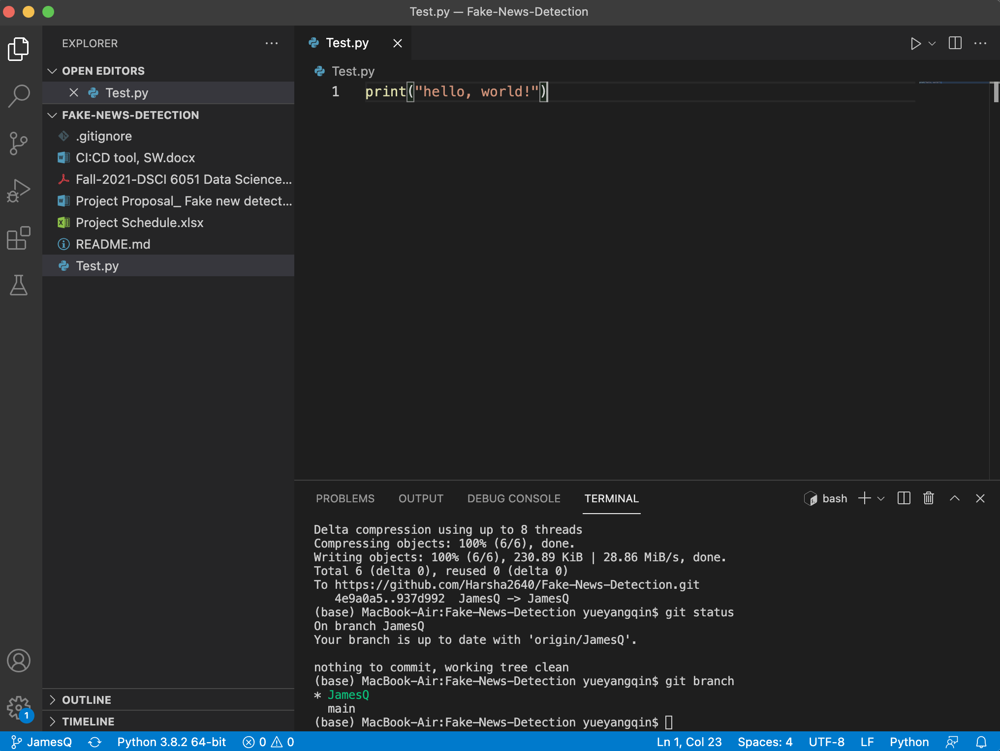 Test.py — Fake-News-Detection
EXPLORER
OPEN EDITORS
Test.py
FAKE-NEWS-DETECTION
.gitignore
CI:CD tool, SW.docx
Fall-2021-DSCI 6051 Data Science...
Project Proposal_ Fake new detect...
Project Schedule.xlsx
README.md
Test.py
OUTLINE
TIMELINE
1
Test.py
Test.py
1 print("hello, world!")
PROBLEMS OUTPUT DEBUG CONSOLE TERMINAL bash
Delta compression using up to 8 threads
Compressing objects: 100% (6/6), done.
Writing objects: 100% (6/6), 230.89 KiB | 28.86 MiB/s, done.
Total 6 (delta 0), reused 0 (delta 0)
To https://github.com/Harsha2640/Fake-News-Detection.git
4e9a0a5..937d992 JamesQ -> JamesQ
(base) MacBook-Air:Fake-News-Detection yueyangqin$ git status
On branch JamesQ
Your branch is up to date with 'origin/JamesQ'.
nothing to commit, working tree clean
(base) MacBook-Air:Fake-News-Detection yueyangqin$ git branch
* JamesQ
main
(base) MacBook-Air:Fake-News-Detection yueyangqin$
JamesQ Python 3.8.2 64-bit 0 0 Ln 1, Col 23 Spaces: 4 UTF-8 LF Python